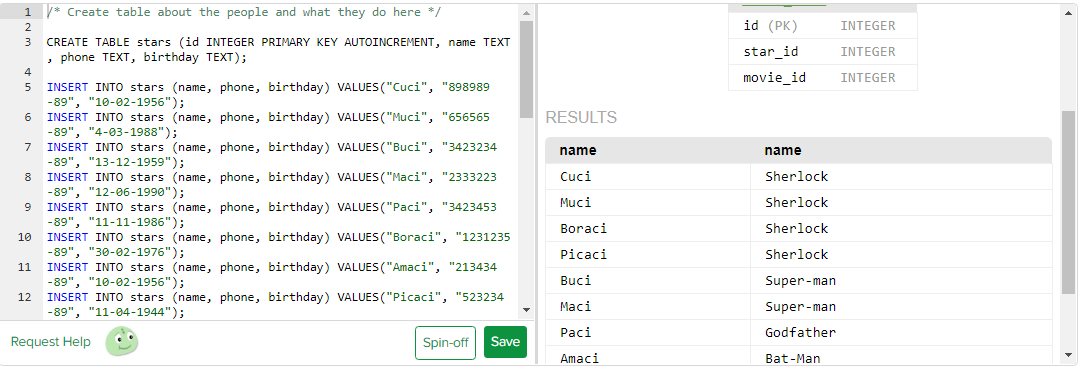 1 /* Create table about the people and what they do here */
2
3 CREATE TABLE stars (id INTEGER PRIMARY KEY AUTOINCREMENT, name TEXT
, phone TEXT, birthday TEXT);
4
5 INSERT INTO stars (name, phone, birthday) VALUES("Cuci", "898989
-89", "10-02-1956");
6 INSERT INTO stars (name, phone, birthday) VALUES("Muci", "656565
-89", "4-03-1988");
7 INSERT INTO stars (name, phone, birthday) VALUES("Buci", "3423234
-89", "13-12-1959");
8 INSERT INTO stars (name, phone, birthday) VALUES("Maci", "2333223
-89", "12-06-1990");
9 INSERT INTO stars (name, phone, birthday) VALUES("Paci", "3423453
-89", "11-11-1986");
10 INSERT INTO stars (name, phone, birthday) VALUES("Boraci", "1231235
-89", "30-02-1976");
11 INSERT INTO stars (name, phone, birthday) VALUES("Amaci", "213434
-89", "10-02-1956");
12 INSERT INTO stars (name, phone, birthday) VALUES("Picaci", "523234
-89", "11-04-1944");
Request Help
Spin-off
Save
id (PK) INTEGER
star_id INTEGER
movie_id INTEGER
RESULTS
name name
Cuci Sherlock
Muci Sherlock
Boraci Sherlock
Picaci Sherlock
Buci Super-man
Maci Super-man
Paci Godfather
Amaci Bat-Man